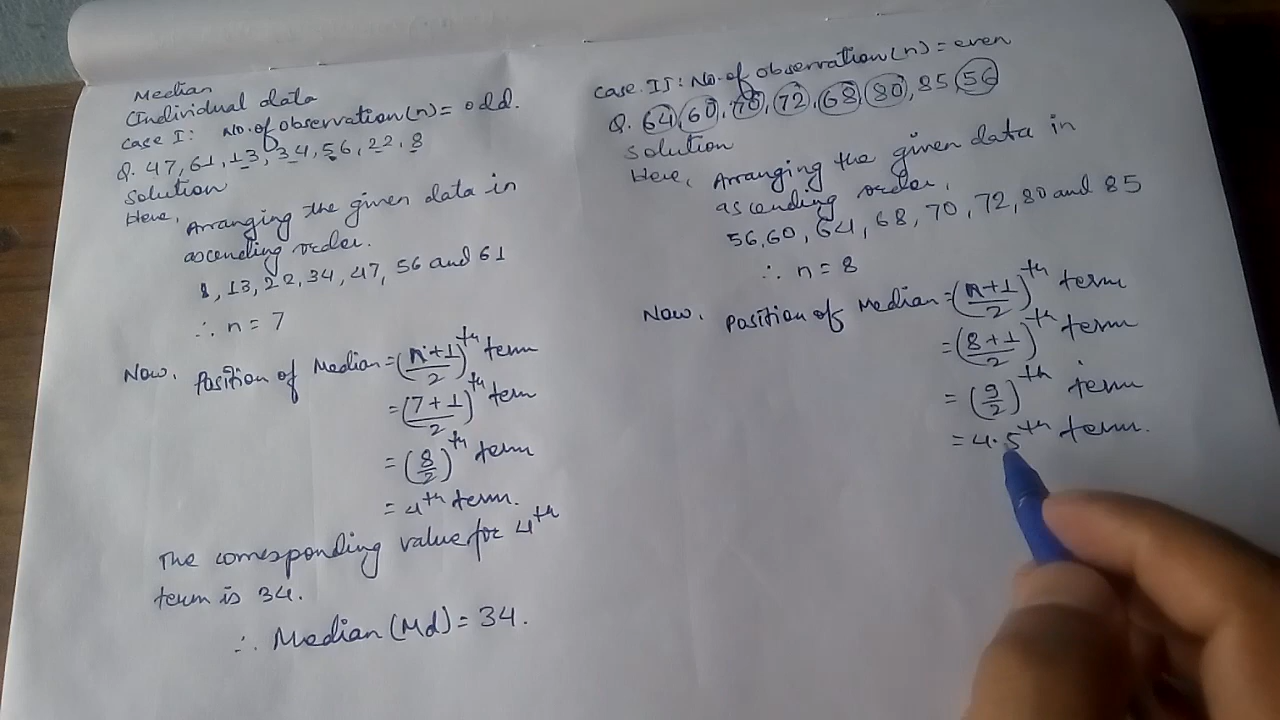 Median
(Individual data
Case I: No. of observation (n) = odd.
Q. 47, 61, 13, 34, 56, 22, 8
Solution
Here, Arranging the given data in
ascending order.
8, 13, 22, 34, 47, 56 and 61
∴ n = 7
Now, Position of Median = (n+1/2)th term
= (7+1/2)th term
= (8/2)th term
= 4th term.
The corresponding value for 4th
term is 34.
∴ Median (Md) = 34.
Case II: No. of observation (n) = even
Q. 64, 60, 70, 72, 68, 80, 85 56
Solution
Here, Arranging the given data in
ascending order,
56, 60, 64, 68, 70, 72, 80 and 85
∴ n = 8
Now, Position of Median = (n+1/2)th term
= (8+1/2)th term
= (9/2)th term
= 4.5th term.